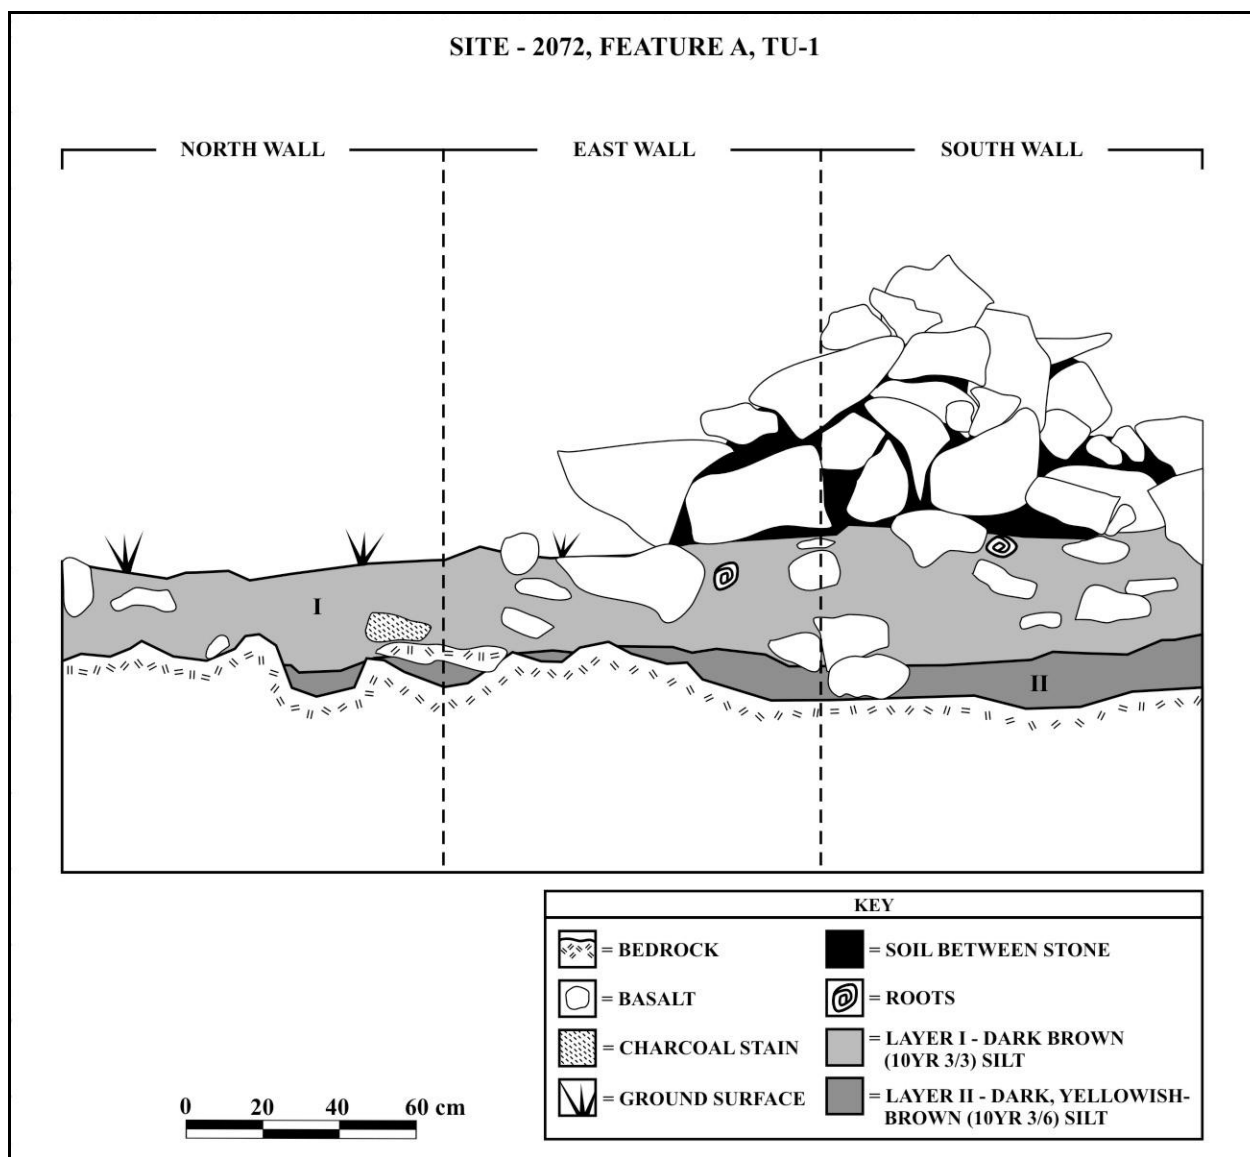 SITE - 2072, FEATURE A, TU-1
NORTH WALL
EAST WALL
SOUTH WALL
I
II
KEY
= BEDROCK
= SOIL BETWEEN STONE
= BASALT
= ROOTS
= CHARCOAL STAIN
= LAYER I - DARK BROWN
(10YR 3/3) SILT
= GROUND SURFACE
= LAYER II - DARK, YELLOWISH-
BROWN (10YR 3/6) SILT
0 20 40 60 cm